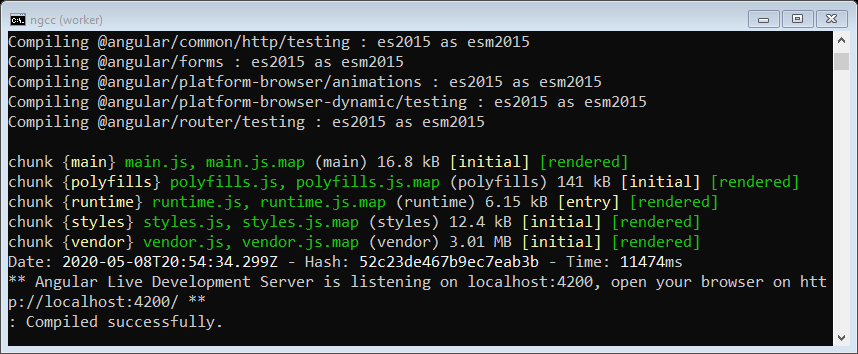 ngcc (worker)
Compiling @angular/common/http/testing : es2015 as esm2015
Compiling @angular/forms : es2015 as esm2015
Compiling @angular/platform-browser/animations : es2015 as esm2015
Compiling @angular/platform-browser-dynamic/testing : es2015 as esm2015
Compiling @angular/router/testing : es2015 as esm2015
chunk {main} main.js, main.js.map (main) 16.8 kB [initial] [rendered]
chunk {polyfills} polyfills.js, polyfills.js.map (polyfills) 141 kB [initial] [rendered]
chunk {runtime} runtime.js, runtime.js.map (runtime) 6.15 kB [entry] [rendered]
chunk {styles} styles.js, styles.js.map (styles) 12.4 kB [initial] [rendered]
chunk {vendor} vendor.js, vendor.js.map (vendor) 3.01 MB [initial] [rendered]
Date: 2020-05-08T20:54:34.299Z - Hash: 52c23de467b9ec7eab3b - Time: 11474ms
** Angular Live Development Server is listening on localhost:4200, open your browser on htt
p://localhost:4200/ **
: Compiled successfully.